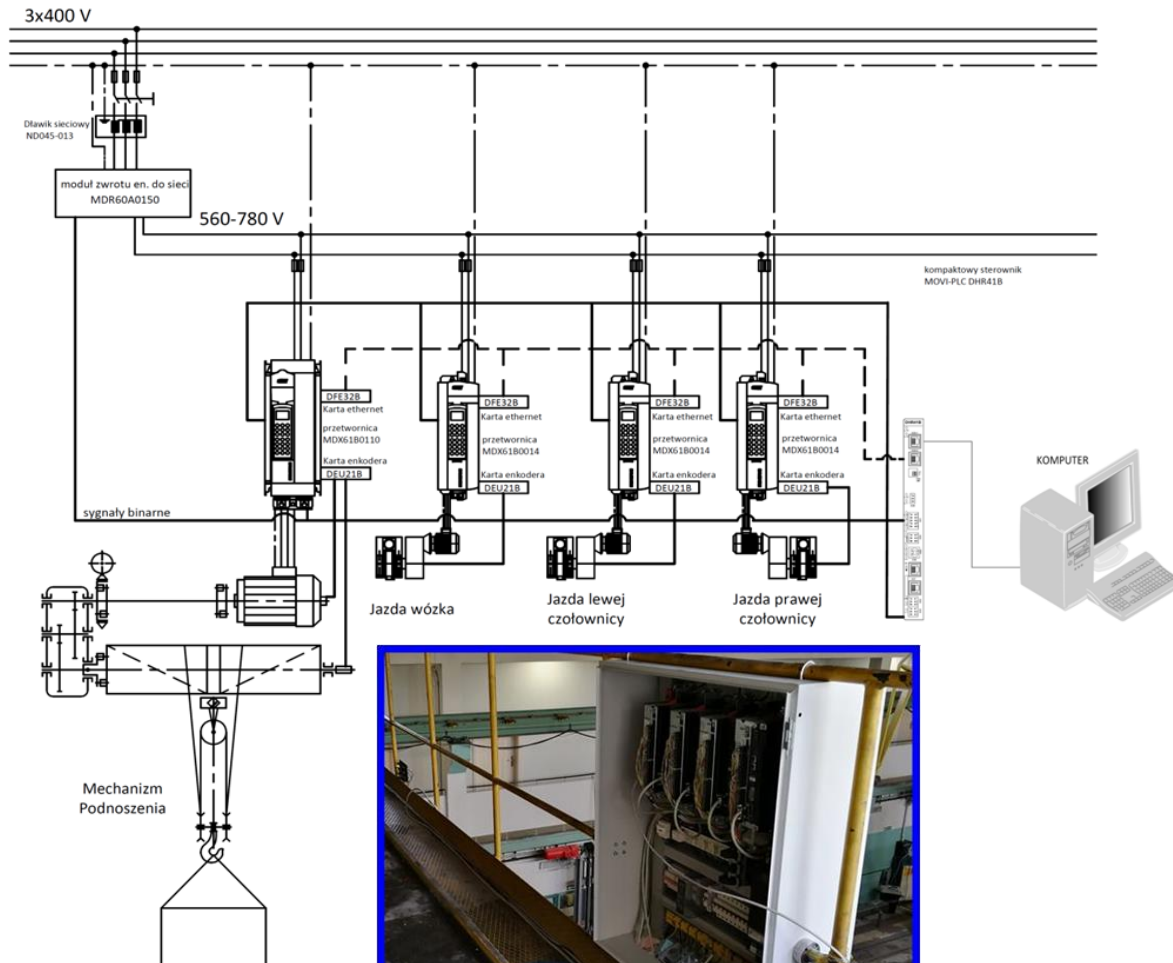 3x400 V
Dławik sieciowy
ND045-013
moduł zwrotu en. do sieci
MDR60A0150
560-780 V
kompaktowy sterownik
MOVI-PLC DHR41B
DFE32B
Karta ethernet
przetwornica
MDX61B0110
Karta enkodera
DEU21B
DFE32B
Karta ethernet
przetwornica
MDX61B0014
Karta enkodera
DEU21B
DFE32B
Karta ethernet
przetwornica
MDX61B0014
Karta enkodera
DEU21B
DFE32B
Karta ethernet
przetwornica
MDX61B0014
Karta enkodera
DEU21B
KOMPUTER
sygnały binarne
Jazda wózka
Jazda lewej
czołownicy
Jazda prawej
czołownicy
Mechanizm
Podnoszenia